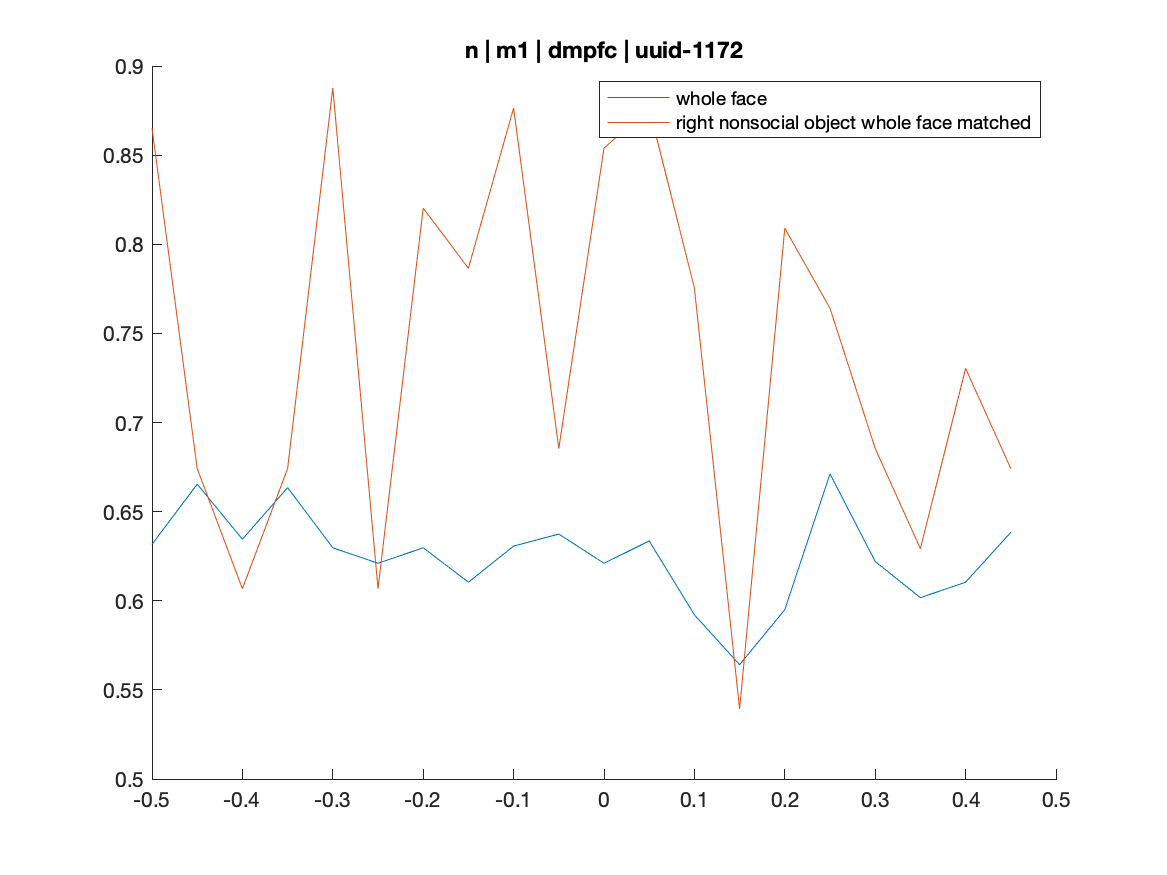 n | m1 | dmpfc | uuid-1172
whole face
right nonsocial object whole face matched
0.9
0.85
0.8
0.75
0.7
0.65
0.6
0.55
0.5
-0.5 -0.4 -0.3 -0.2 -0.1 0 0.1 0.2 0.3 0.4 0.5